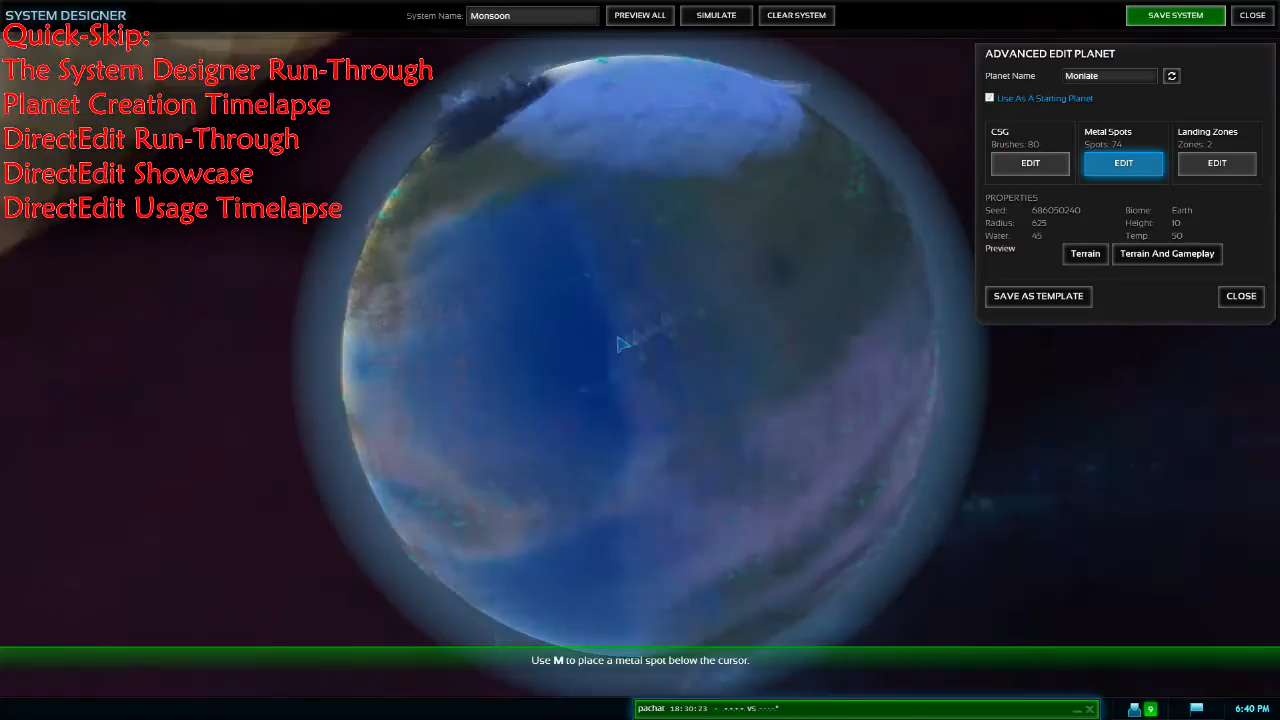 SYSTEM DESIGNER
System Name: Monsoon PREVIEW ALL SIMULATE CLEAR SYSTEM SAVE SYSTEM CLOSE
Quick-Skip:
The System Designer Run-Through
Planet Creation Timelapse
DirectEdit Run-Through
DirectEdit Showcase
DirectEdit Usage Timelapse
ADVANCED EDIT PLANET
Planet Name Monlate
Use As A Starting Planet
CSG Metal Spots Landing Zones
Brushes: 80 Spots: 74 Zones: 2
EDIT EDIT EDIT
PROPERTIES
Seed: 686050240 Biome: Earth
Radius: 625 Height: 10
Water: 45 Temp: 50
Preview Terrain Terrain And Gameplay
SAVE AS TEMPLATE CLOSE
Use M to place a metal spot below the cursor.
pachat 18:30:23 - -.-.-.- VS -.-.-.-* 9 6:40 PM